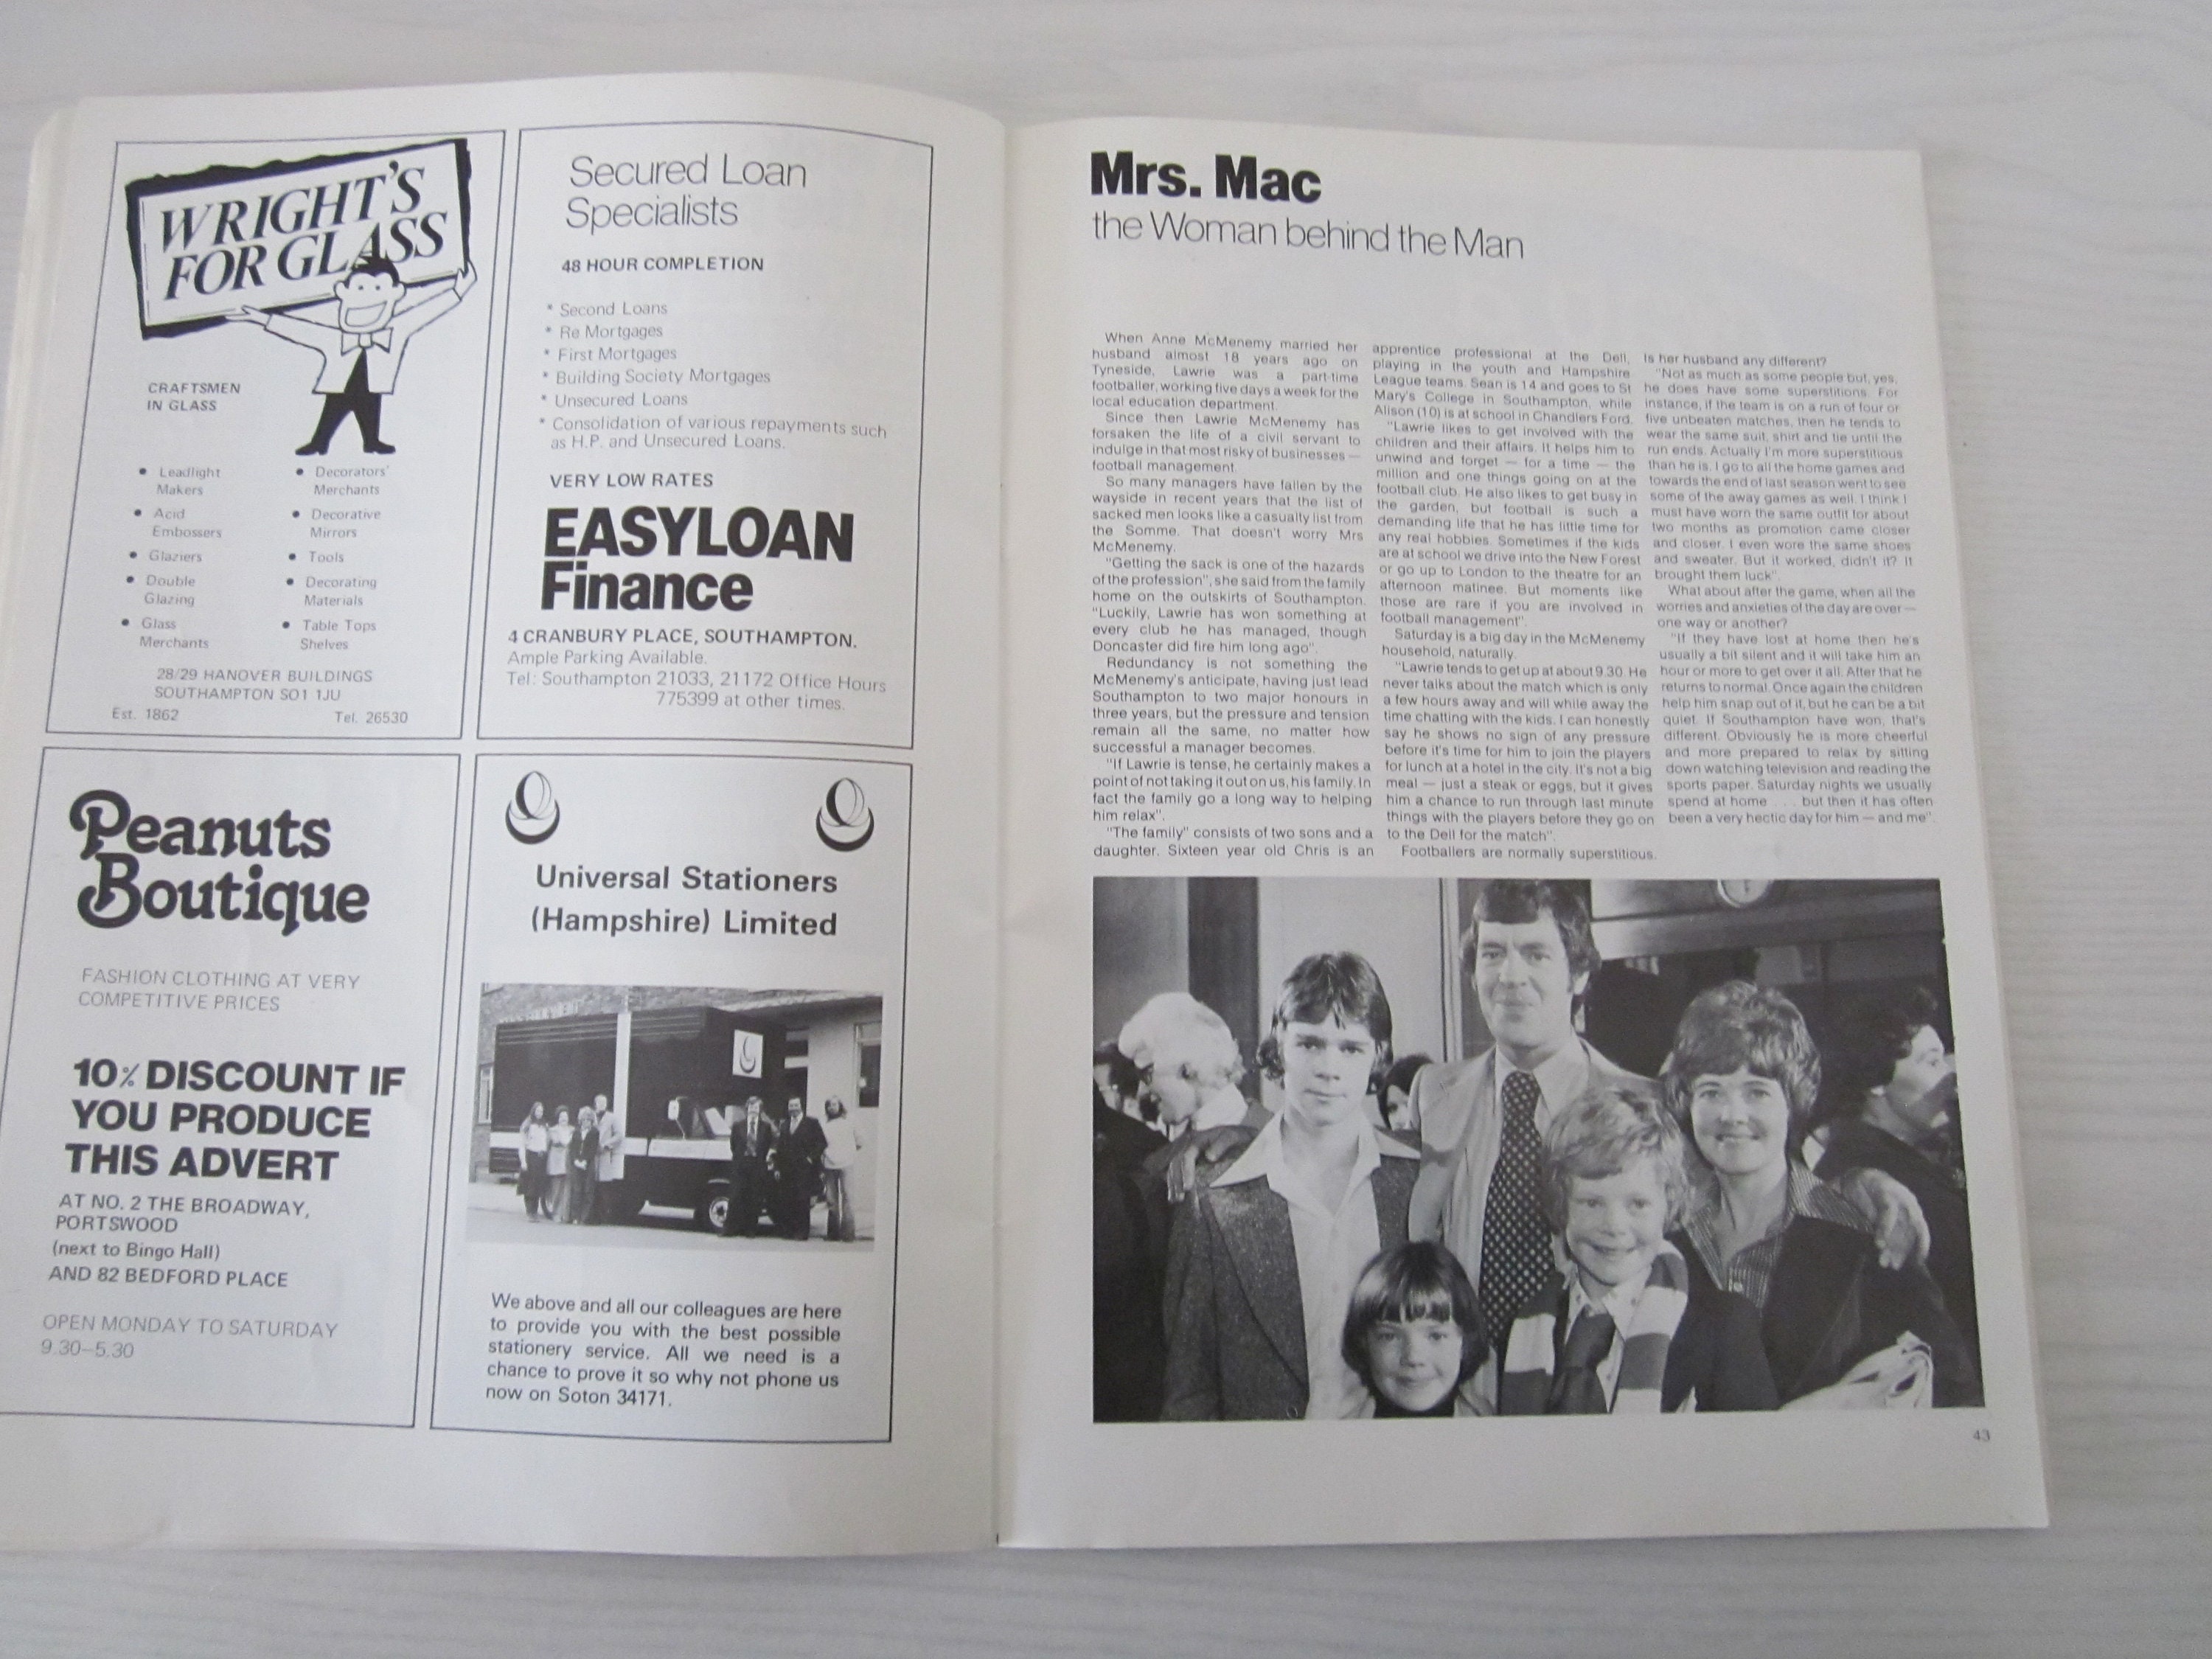 WRIGHT'S
FOR GLASS
CRAFTSMEN
IN GLASS
• Leadlight
Makers
• Acid
Embossers
• Glaziers
• Double
Glazing
• Glass
Merchants
• Decorators'
Merchants
• Decorative
Mirrors
• Tools
• Decorating
Materials
• Table Tops
Shelves
28/29 HANOVER BUILDINGS
SOUTHAMPTON SO1 1JU
Est. 1862
Tel. 26530
Secured Loan
Specialists
48 HOUR COMPLETION
* Second Loans
* Re Mortgages
* First Mortgages
* Building Society Mortgages
* Unsecured Loans
* Consolidation of various repayments such
as H.P. and Unsecured Loans.
VERY LOW RATES
EASYLOAN
Finance
4 CRANBURY PLACE, SOUTHAMPTON.
Ample Parking Available.
Tel: Southampton 21033, 21172 Office Hours
775399 at other times.
Peanuts
Boutique
FASHION CLOTHING AT VERY
COMPETITIVE PRICES
10% DISCOUNT IF
YOU PRODUCE
THIS ADVERT
AT NO. 2 THE BROADWAY,
PORTSWOOD
(next to Bingo Hall)
AND 82 BEDFORD PLACE
OPEN MONDAY TO SATURDAY
9.30–5.30
Universal Stationers
(Hampshire) Limited
We above and all our colleagues are here
to provide you with the best possible
stationery service. All we need is a
chance to prove it so why not phone us
now on Soton 34171.
Mrs. Mac
the Woman behind the Man
When Anne McMenemy married her
husband almost 18 years ago on
Tyneside, Lawrie was a part-time
footballer, working five days a week for the
local education department.
Since then Lawrie McMenemy has
forsaken the life of a civil servant to
indulge in that most risky of businesses —
football management.
So many managers have fallen by the
wayside in recent years that the list of
sacked men looks like a casualty list from
the Somme. That doesn't worry Mrs
McMenemy.
"Getting the sack is one of the hazards
of the profession", she said from the family
home on the outskirts of Southampton.
"Luckily, Lawrie has won something at
every club he has managed, though
Doncaster did fire him long ago".
Redundancy is not something the
McMenemy's anticipate, having just lead
Southampton to two major honours in
three years, but the pressure and tension
remain all the same, no matter how
successful a manager becomes.
"If Lawrie is tense, he certainly makes a
point of not taking it out on us, his family. In
fact the family go a long way to helping
him relax".
"The family" consists of two sons and a
daughter. Sixteen year old Chris is an
apprentice professional at the Dell,
playing in the youth and Hampshire
League teams. Sean is 14 and goes to St
Mary's College in Southampton, while
Alison (10) is at school in Chandlers Ford.
"Lawrie likes to get involved with the
children and their affairs. It helps him to
unwind and forget — for a time — the
million and one things going on at the
football club. He also likes to get busy in
the garden, but football is such a
demanding life that he has little time for
any real hobbies. Sometimes if the kids
are at school we drive into the New Forest
or go up to London to the theatre for an
afternoon matinee. But moments like
those are rare if you are involved in
football management".
Saturday is a big day in the McMenemy
household, naturally.
"Lawrie tends to get up at about 9.30. He
never talks about the match which is only
a few hours away and will while away the
time chatting with the kids. I can honestly
say he shows no sign of any pressure
before it's time for him to join the players
for lunch at a hotel in the city. It's not a big
meal — just a steak or eggs, but it gives
him a chance to run through last minute
things with the players before they go on
to the Dell for the match".
Footballers are normally superstitious.
Is her husband any different?
"Not as much as some people but, yes,
he does have some superstitions. For
instance, if the team is on a run of four or
five unbeaten matches, then he tends to
wear the same suit, shirt and tie until the
run ends. Actually I'm more superstitious
than he is. I go to all the home games and
towards the end of last season went to see
some of the away games as well. I think I
must have worn the same outfit for about
two months as promotion came closer
and closer. I even wore the same shoes
and sweater. But it worked, didn't it? It
brought them luck".
What about after the game, when all the
worries and anxieties of the day are over —
one way or another?
"If they have lost at home then he's
usually a bit silent and it will take him an
hour or more to get over it all. After that he
returns to normal. Once again the children
help him snap out of it, but he can be a bit
quiet. If Southampton have won, that's
different. Obviously he is more cheerful
and more prepared to relax by sitting
down watching television and reading the
sports paper. Saturday nights we usually
spend at home . . . but then it has often
been a very hectic day for him — and me".
43